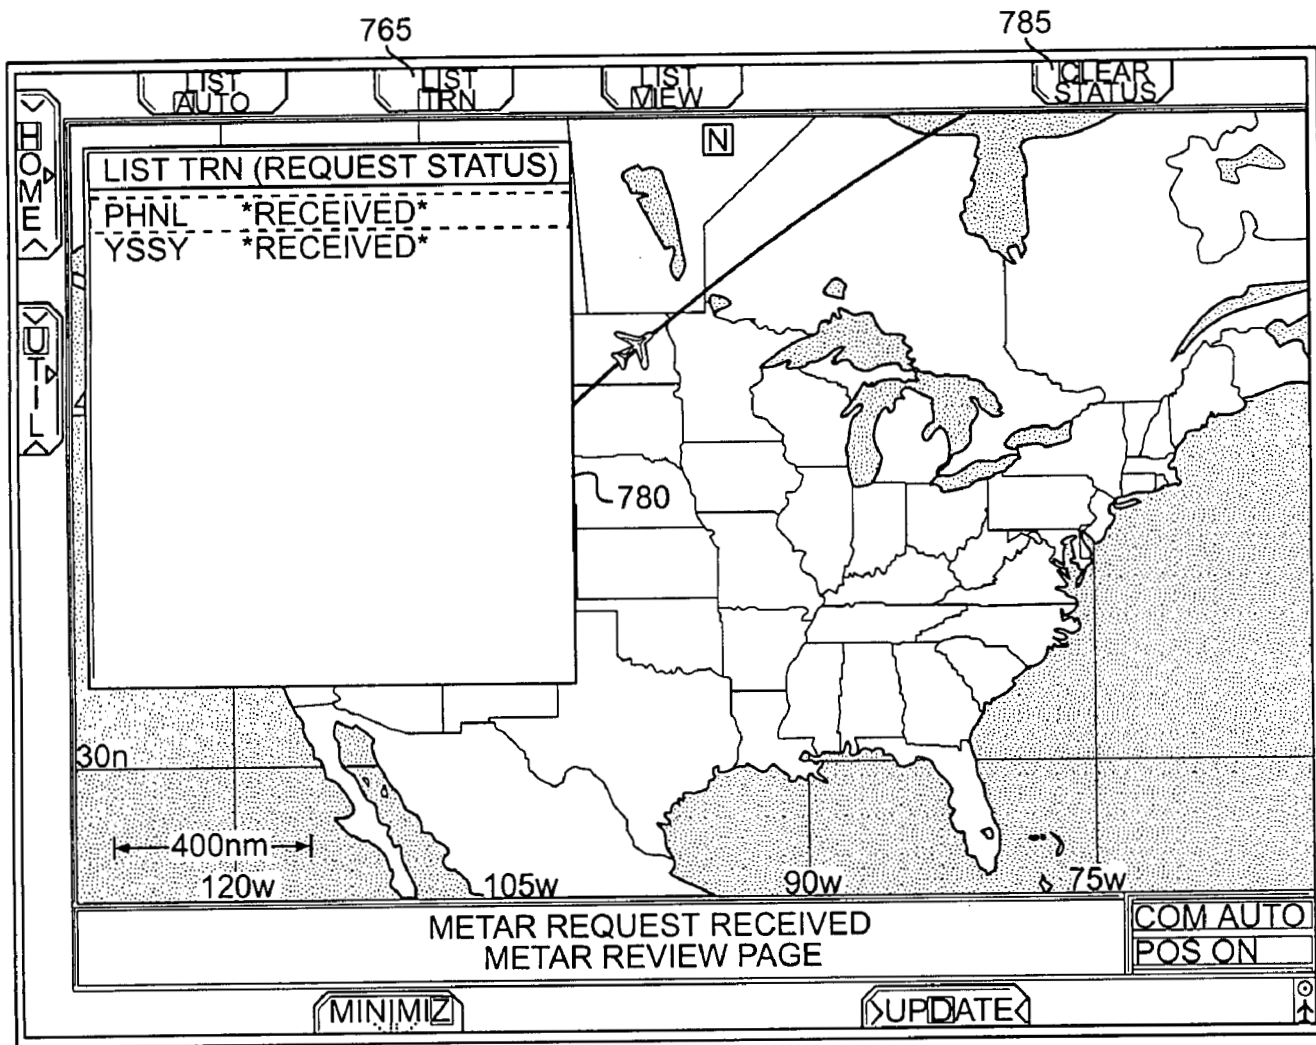 765
785
LIST
AUTO
LIST
TRN
LIST
VIEW
CLEAR
STATUS
HOME
UTIL
N
LIST TRN (REQUEST STATUS)
PHNL *RECEIVED*
YSSY *RECEIVED*
780
30n
400nm
120w
105w
90w
75w
METAR REQUEST RECEIVED
METAR REVIEW PAGE
COM AUTO
POS ON
MINIMIZ
>UPDATE<